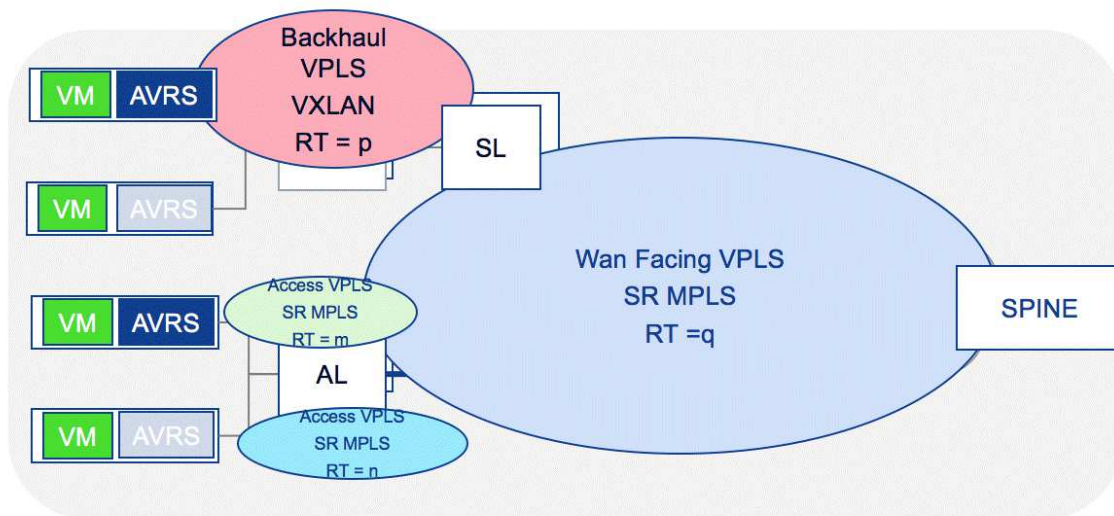 Backhaul
VPLS
VXLAN
RT = p
VM AVRS
SL
VM AVRS
Wan Facing VPLS
SR MPLS
RT =q
SPINE
Access VPLS
SR MPLS
RT = m
VM AVRS
AL
Access VPLS
SR MPLS
RT = n
VM AVRS